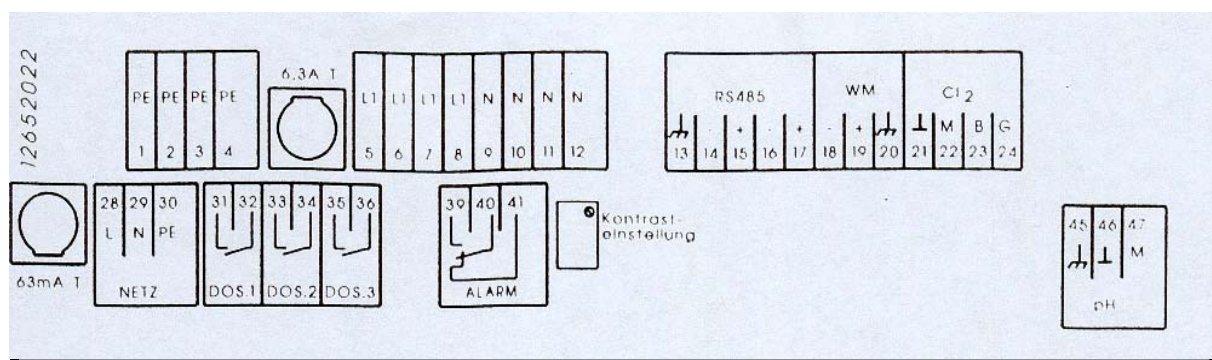 12652022
PE PE PE PE
1 2 3 4
6,3A T
L1 L1 L1 L1 N N N N
5 6 7 8 9 10 11 12
RS485 WM Cl2
- + - + - + ⊥ M B G
13 14 15 16 17 18 19 20 21 22 23 24
63mA T
28 29 30
L N PE
NETZ
31 32 33 34 35 36
DOS.1 DOS.2 DOS.3
39 40 41
ALARM
Kontrast-
einstellung
45 46 47
⊥ M
pH